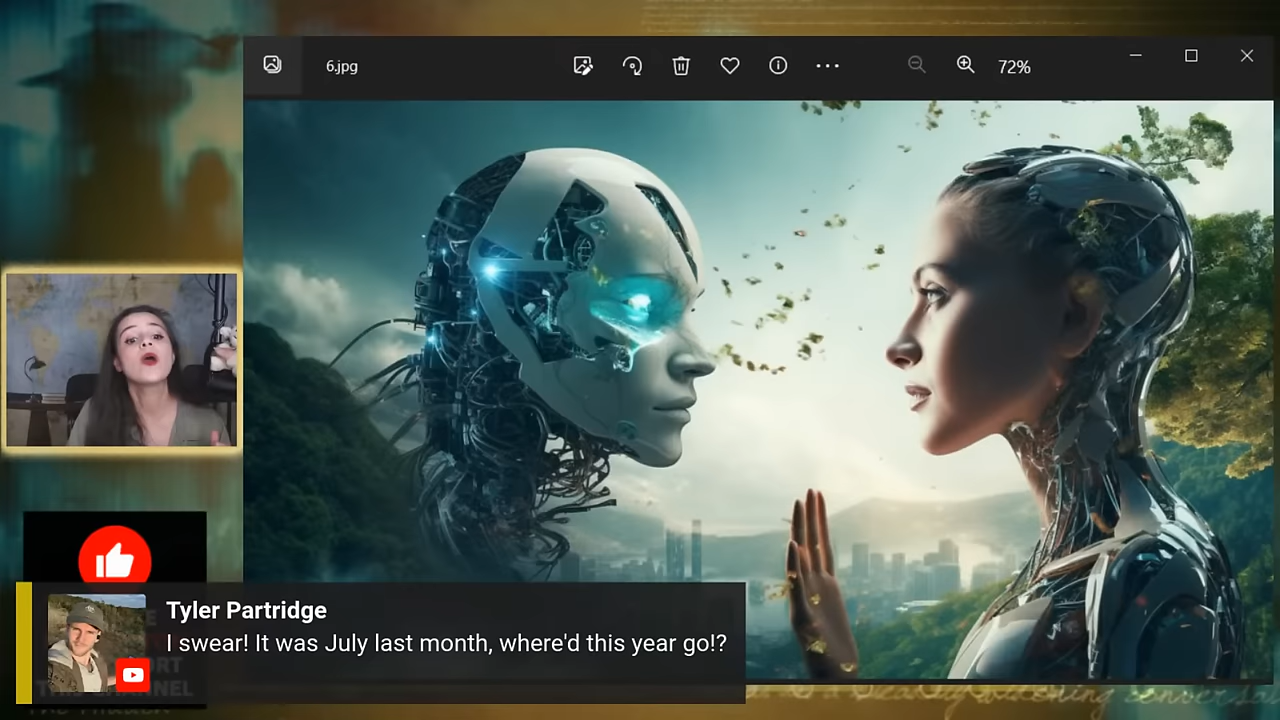 6.jpg
72%
Tyler Partridge
I swear! It was July last month, where'd this year go!?